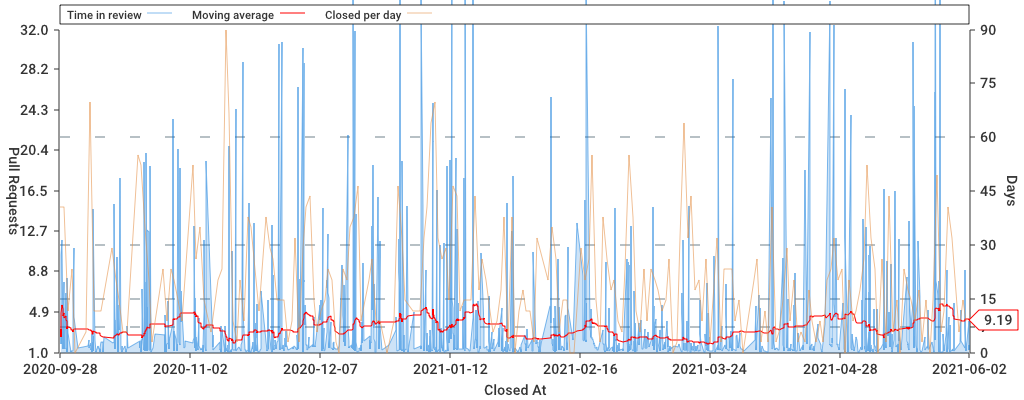 Time in review Moving average Closed per day
32.0 90
28.2 75
24.3 60
20.4 45
16.5 30
12.7 15
8.8 0
4.9
1.0
9.19
Pull Requests
Days
2020-09-28 2020-11-02 2020-12-07 2021-01-12 2021-02-16 2021-03-24 2021-04-28 2021-06-02
Closed At